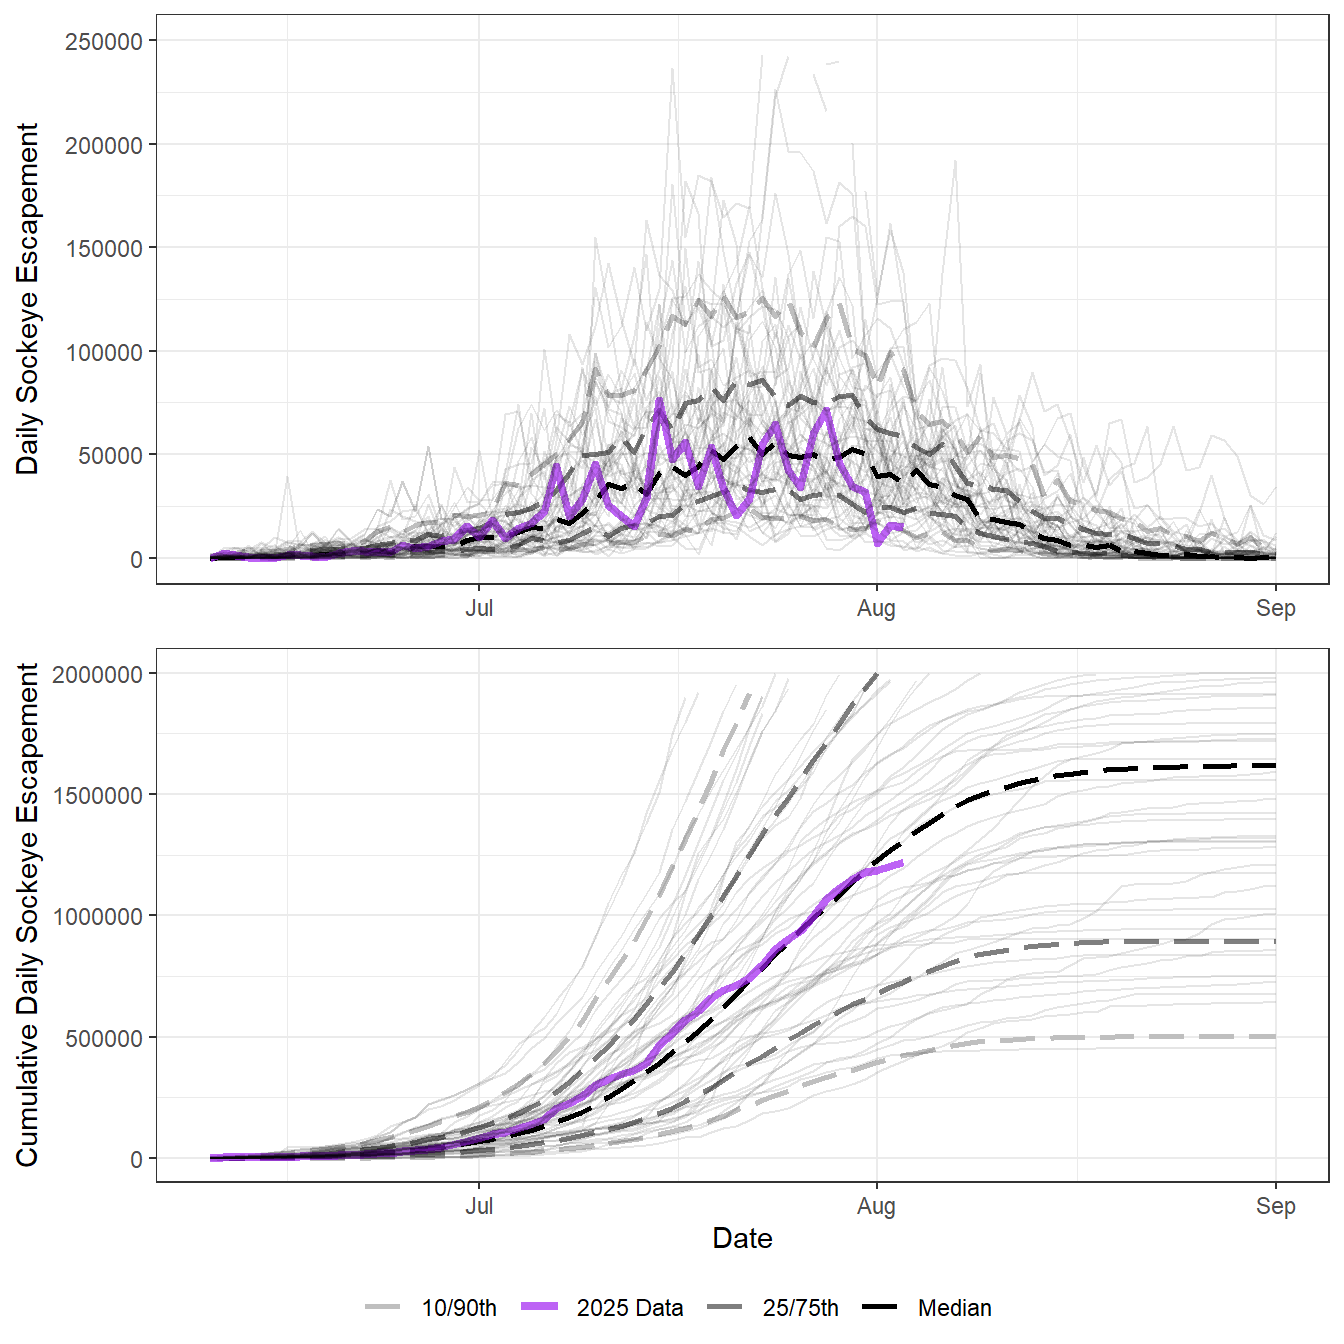 Daily Sockeye Escapement
250000
200000
150000
100000
50000
0
Jul Aug Sep
Cumulative Daily Sockeye Escapement
2000000
1500000
1000000
500000
0
Jul Aug Sep
Date
10/90th 2025 Data 25/75th Median